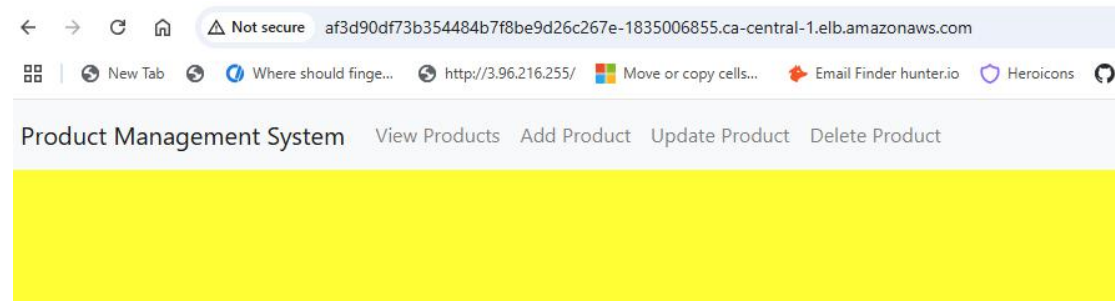 Not secure af3d90df73b354484b7f8be9d26c267e-1835006855.ca-central-1.elb.amazonaws.com
New Tab Where should finge... http://3.96.216.255/ Move or copy cells... Email Finder hunter.io Heroicons
Product Management System View Products Add Product Update Product Delete Product